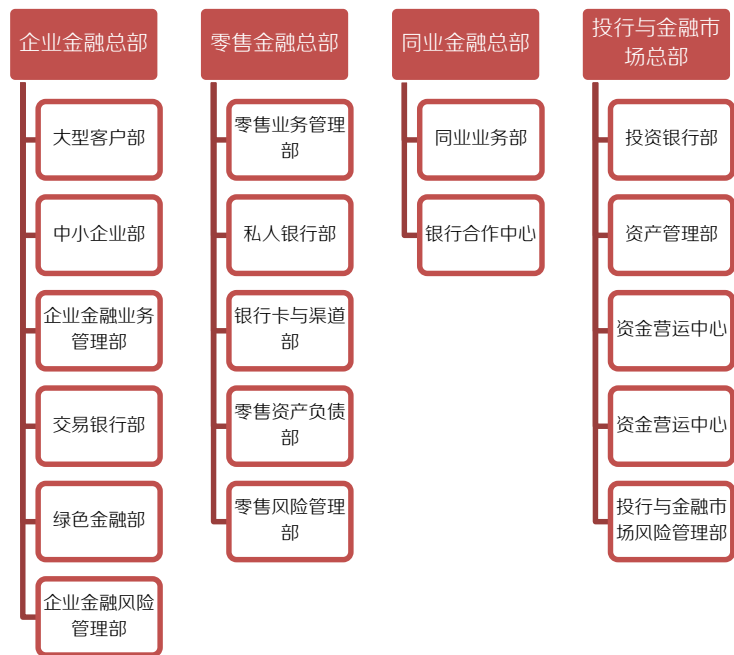 企业金融总部
大型客户部
中小企业部
企业金融业务
管理部
交易银行部
绿色金融部
企业金融风险
管理部
零售金融总部
零售业务管理
部
私人银行部
银行卡与渠道
部
零售资产负债
部
零售风险管理
部
同业金融总部
同业业务部
银行合作中心
投行与金融市
场总部
投资银行部
资产管理部
资金营运中心
资金营运中心
投行与金融市
场风险管理部